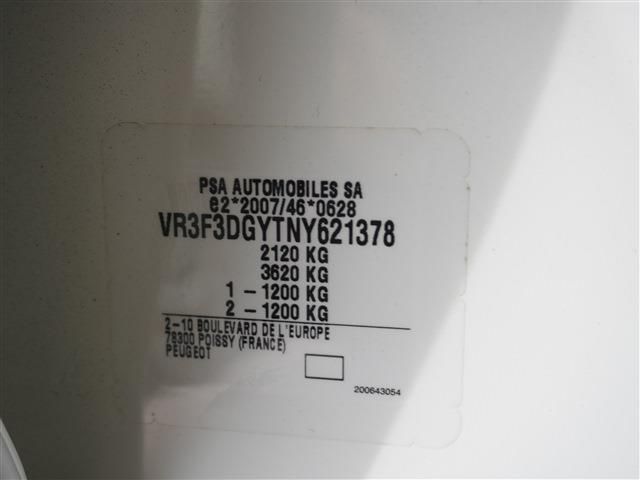 PSA AUTOMOBILES SA
e2*2007/46*0628
VR3F3DGYTNY621378
2120 KG
3620 KG
1 - 1200 KG
2 - 1200 KG
2-10 BOULEVARD DE L'EUROPE
78300 POISSY (FRANCE)
PEUGEOT
200643054